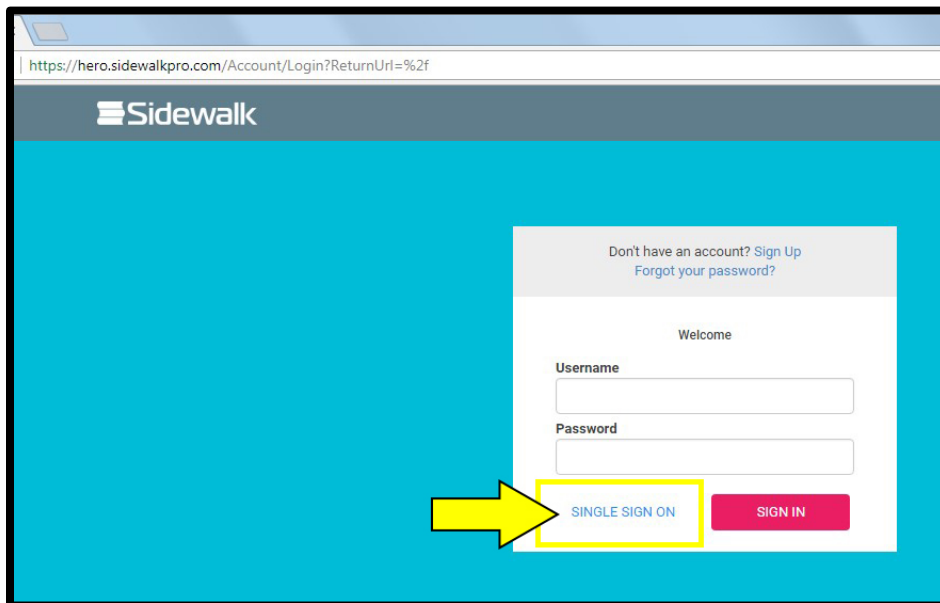 https://hero.sidewalkpro.com/Account/Login?ReturnUrl=%2f
Sidewalk
Don't have an account? Sign Up
Forgot your password?
Welcome
Username
Password
SINGLE SIGN ON
SIGN IN